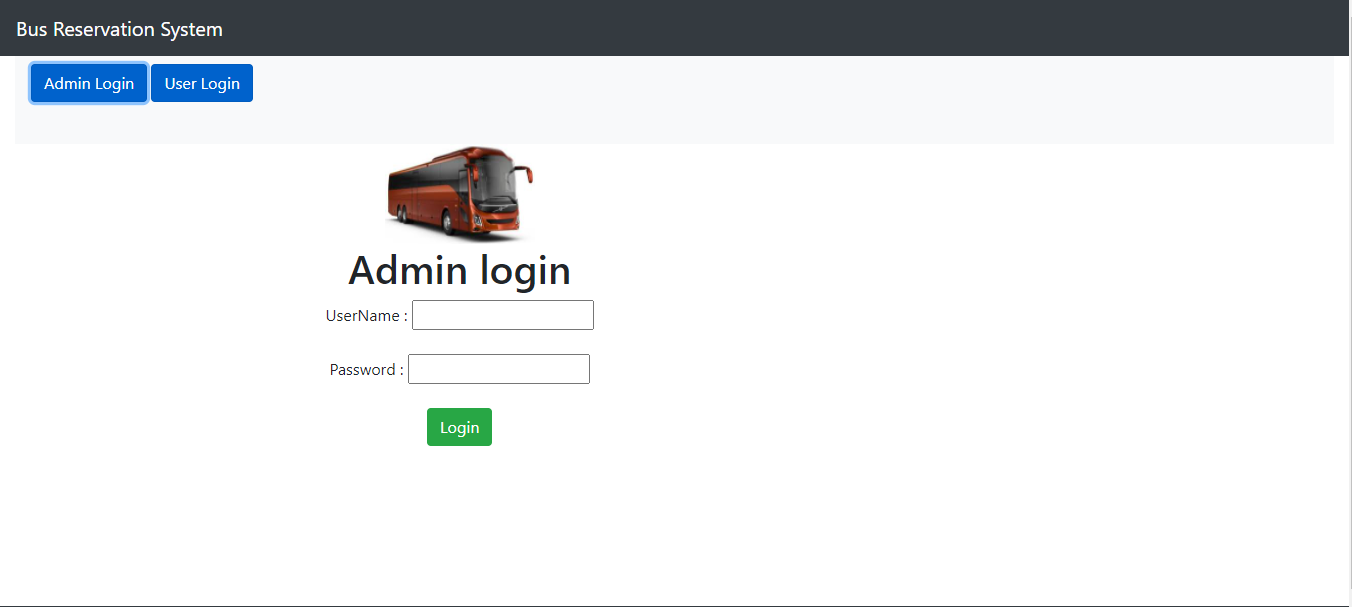 Bus Reservation System
Admin Login User Login
Admin login
UserName :
Password :
Login